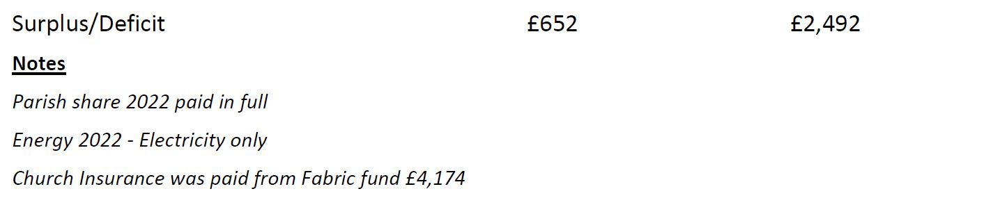 Surplus/Deficit £652 £2,492
Notes
Parish share 2022 paid in full
Energy 2022 - Electricity only
Church Insurance was paid from Fabric fund £4,174